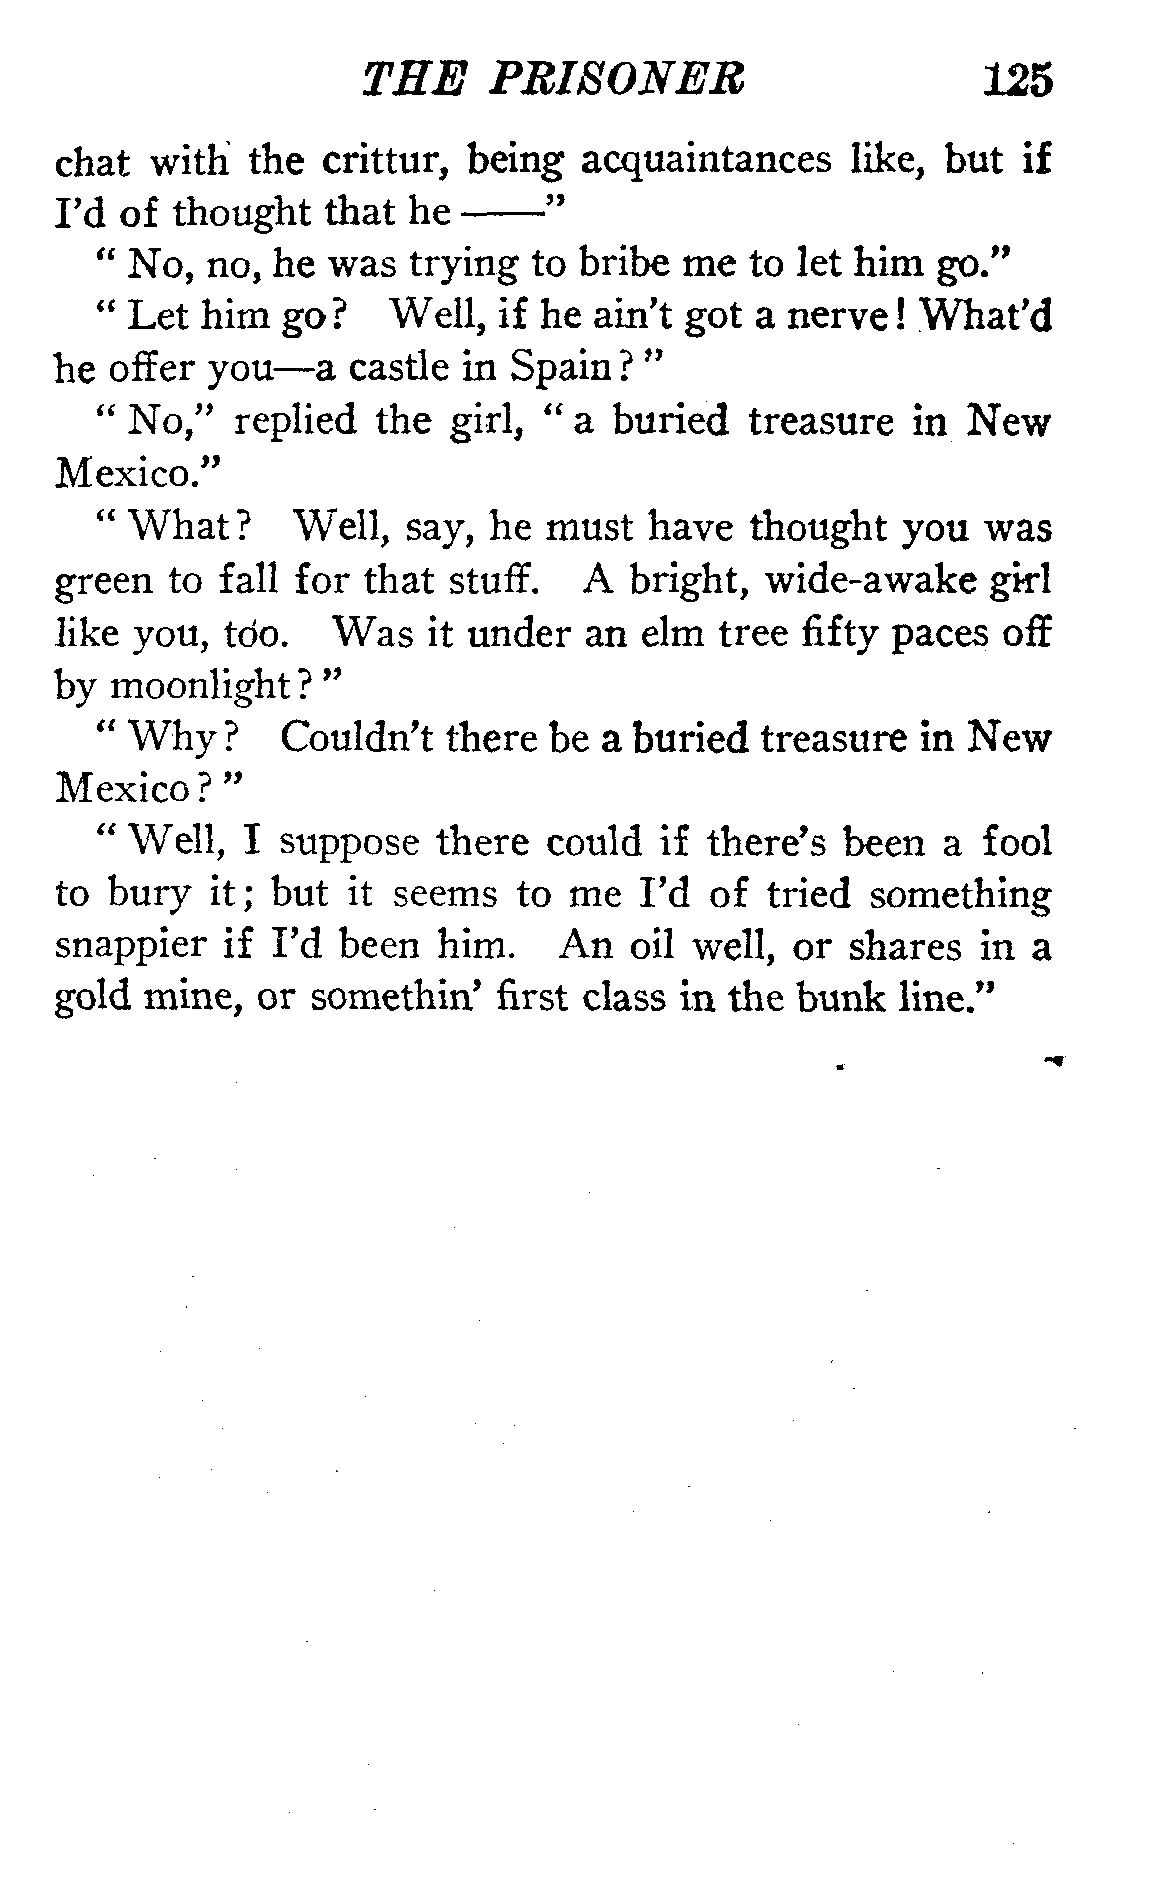 THE PRISONER 125
chat with the crittur, being acquaintances like, but if
I'd of thought that he ——"
" No, no, he was trying to bribe me to let him go."
" Let him go? Well, if he ain't got a nerve! What'd
he offer you—a castle in Spain?"
" No," replied the girl, " a buried treasure in New
Mexico."
" What? Well, say, he must have thought you was
green to fall for that stuff. A bright, wide-awake girl
like you, too. Was it under an elm tree fifty paces off
by moonlight?"
" Why? Couldn't there be a buried treasure in New
Mexico?"
" Well, I suppose there could if there's been a fool
to bury it; but it seems to me I'd of tried something
snappier if I'd been him. An oil well, or shares in a
gold mine, or somethin' first class in the bunk line."